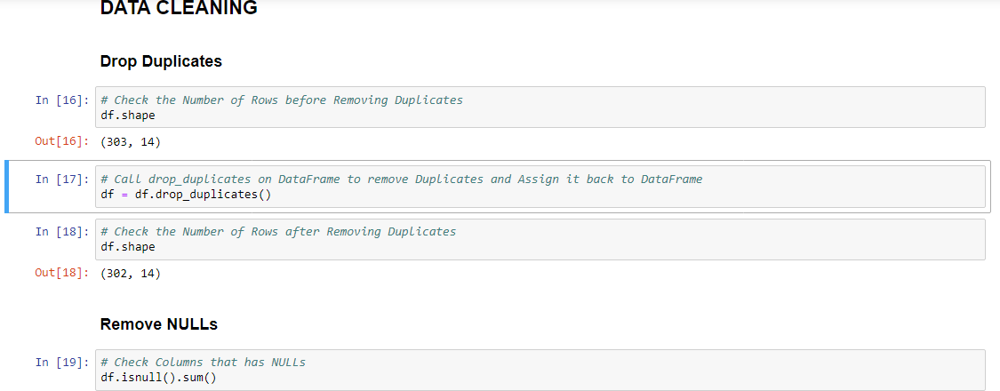 DATA CLEANING
Drop Duplicates
In [16]: # Check the Number of Rows before Removing Duplicates
df.shape
Out[16]: (303, 14)
In [17]: # Call drop_duplicates on DataFrame to remove Duplicates and Assign it back to DataFrame
df = df.drop_duplicates()
In [18]: # Check the Number of Rows after Removing Duplicates
df.shape
Out[18]: (302, 14)
Remove NULLs
In [19]: # Check Columns that has NULLs
df.isnull().sum()